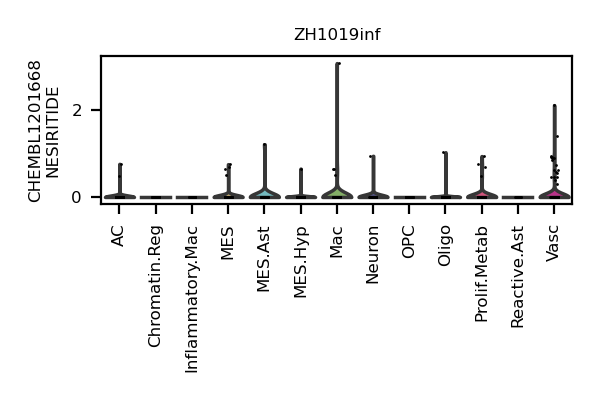 ZH1019inf
CHEMBL1201668
NESIRITIDE
2
0
AC
Chromatin.Reg
Inflammatory.Mac
MES
MES.Ast
MES.Hyp
Mac
Neuron
OPC
Oligo
Prolif.Metab
Reactive.Ast
Vasc